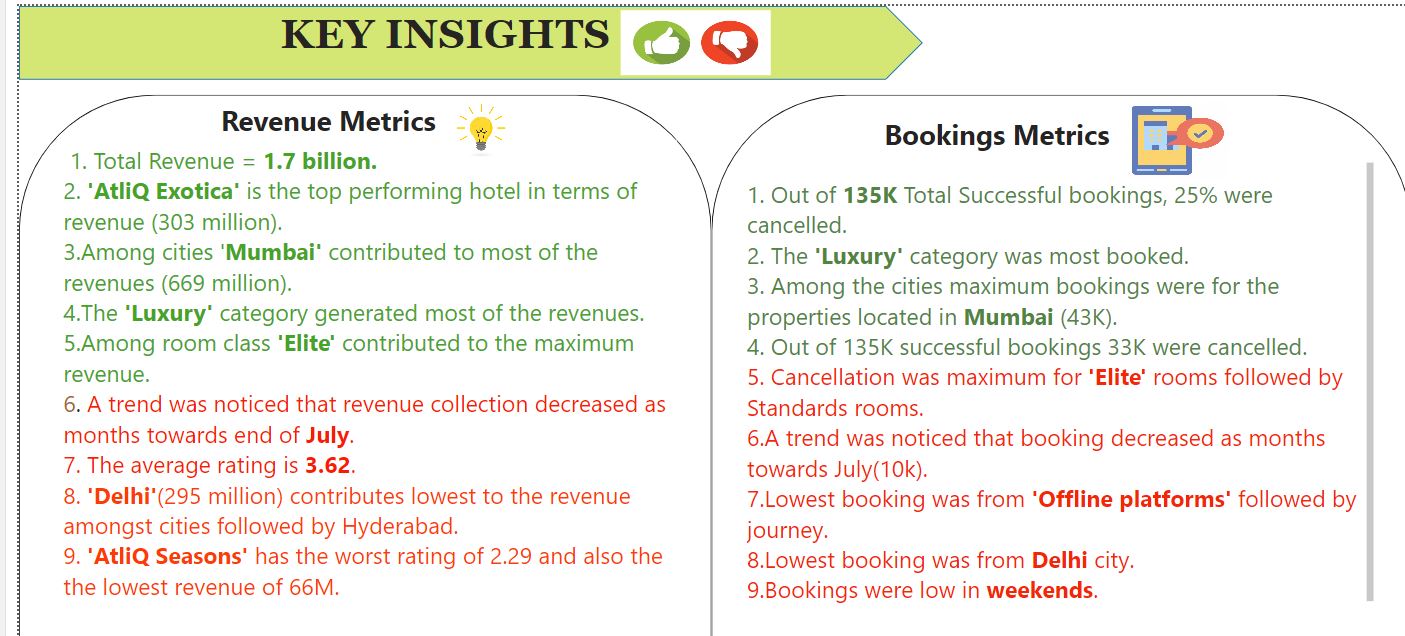 KEY INSIGHTS
Revenue Metrics
1. Total Revenue = 1.7 billion.
2. 'AtliQ Exotica' is the top performing hotel in terms of
revenue (303 million).
3.Among cities 'Mumbai' contributed to most of the
revenues (669 million).
4.The 'Luxury' category generated most of the revenues.
5.Among room class 'Elite' contributed to the maximum
revenue.
6. A trend was noticed that revenue collection decreased as
months towards end of July.
7. The average rating is 3.62.
8. 'Delhi'(295 million) contributes lowest to the revenue
amongst cities followed by Hyderabad.
9. 'AtliQ Seasons' has the worst rating of 2.29 and also the
the lowest revenue of 66M.
Bookings Metrics
1. Out of 135K Total Successful bookings, 25% were
cancelled.
2. The 'Luxury' category was most booked.
3. Among the cities maximum bookings were for the
properties located in Mumbai (43K).
4. Out of 135K successful bookings 33K were cancelled.
5. Cancellation was maximum for 'Elite' rooms followed by
Standards rooms.
6.A trend was noticed that booking decreased as months
towards July(10k).
7.Lowest booking was from 'Offline platforms' followed by
journey.
8.Lowest booking was from Delhi city.
9.Bookings were low in weekends.